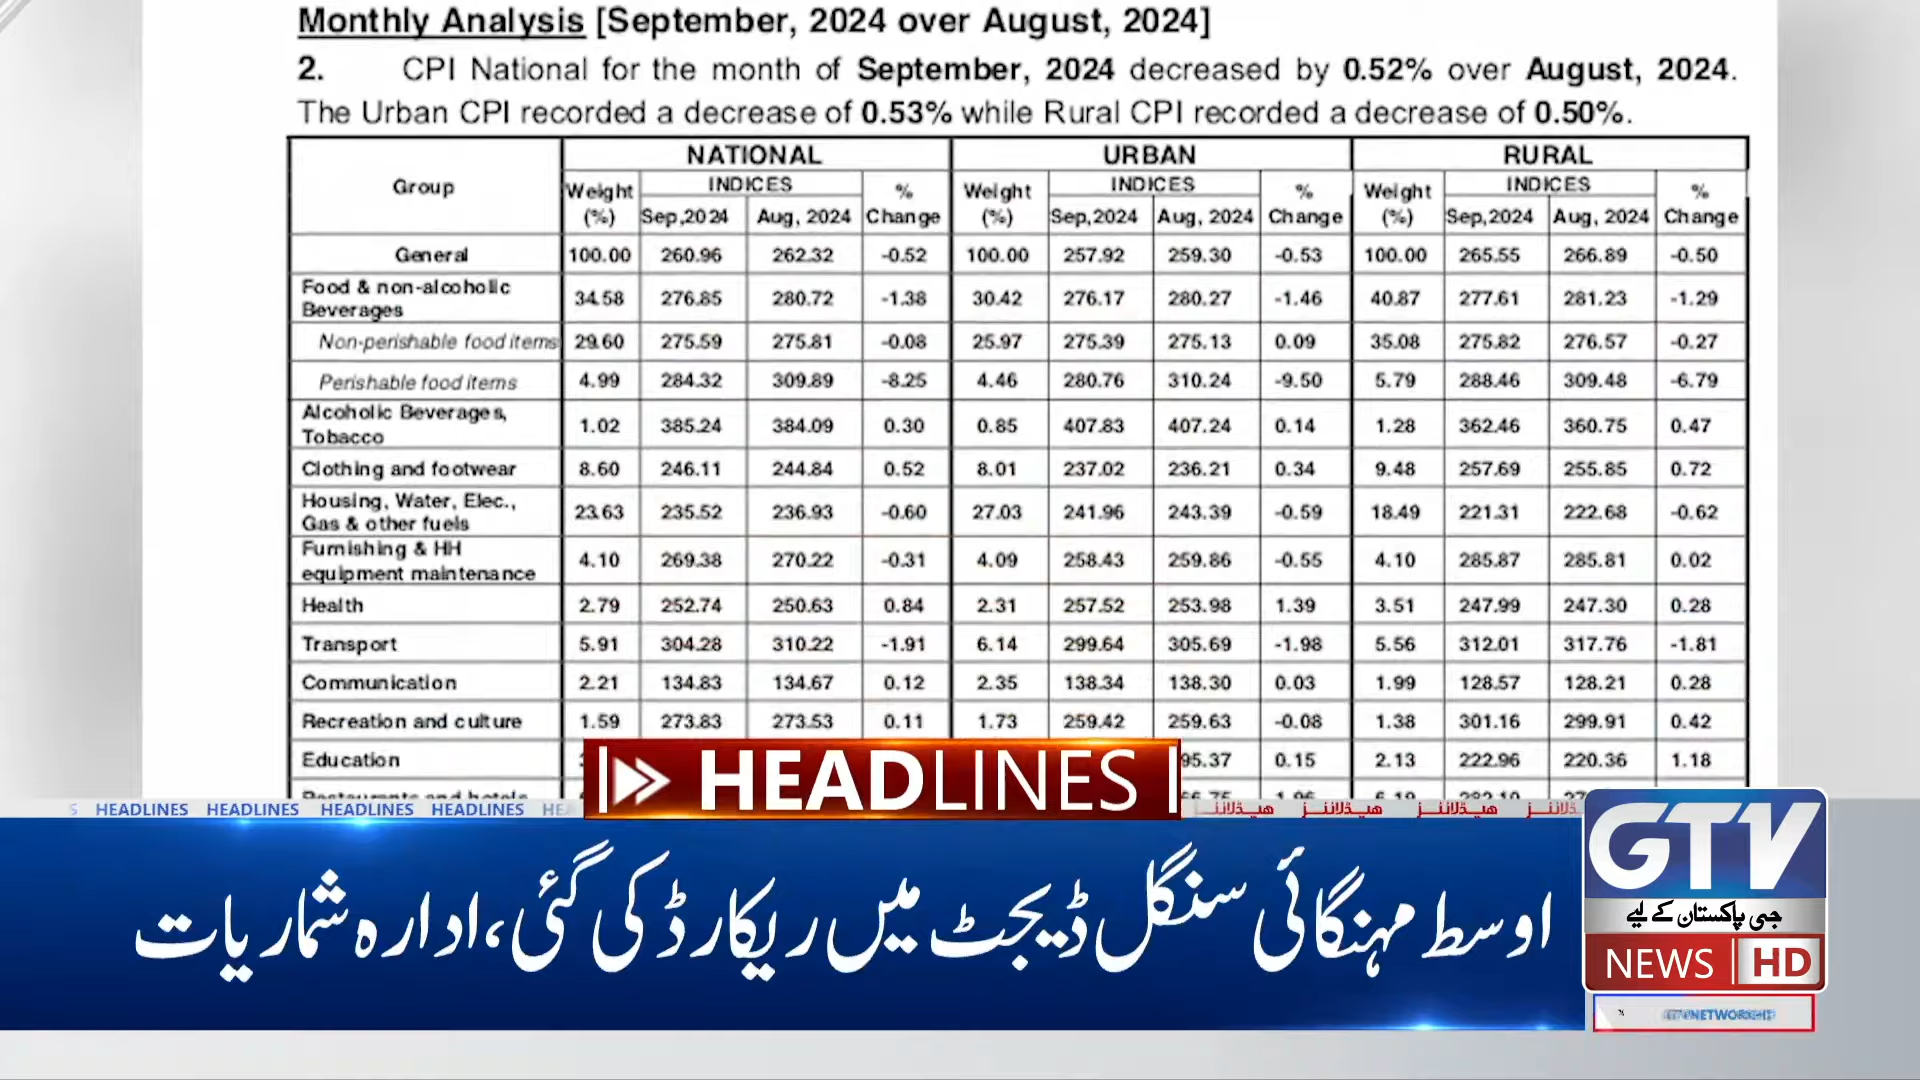 Monthly Analysis [September, 2024 over August, 2024]
2. CPI National for the month of September, 2024 decreased by 0.52% over August, 2024.
The Urban CPI recorded a decrease of 0.53% while Rural CPI recorded a decrease of 0.50%.
Group NATIONAL URBAN RURAL
Weight (%) INDICES % Change Weight (%) INDICES % Change Weight (%) INDICES % Change
Sep,2024 Aug, 2024 Sep,2024 Aug, 2024 Sep,2024 Aug, 2024
General 100.00 260.96 262.32 -0.52 100.00 257.92 259.30 -0.53 100.00 265.55 266.89 -0.50
Food & non-alcoholic
Beverages 34.58 276.85 280.72 -1.38 30.42 276.17 280.27 -1.46 40.87 277.61 281.23 -1.29
Non-perishable food items 29.60 275.59 275.81 -0.08 25.97 275.39 275.13 0.09 35.08 275.82 276.57 -0.27
Perishable food items 4.99 284.32 309.89 -8.25 4.46 280.76 310.24 -9.50 5.79 288.46 309.48 -6.79
Alcoholic Beverages,
Tobacco 1.02 385.24 384.09 0.30 0.85 407.83 407.24 0.14 1.28 362.46 360.75 0.47
Clothing and footwear 8.60 246.11 244.84 0.52 8.01 237.02 236.21 0.34 9.48 257.69 255.85 0.72
Housing, Water, Elec.,
Gas & other fuels 23.63 235.52 236.93 -0.60 27.03 241.96 243.39 -0.59 18.49 221.31 222.68 -0.62
Furnishing & HH
equipment maintenance 4.10 269.38 270.22 -0.31 4.09 258.43 259.86 -0.55 4.10 285.87 285.81 0.02
Health 2.79 252.74 250.63 0.84 2.31 257.52 253.98 1.39 3.51 247.99 247.30 0.28
Transport 5.91 304.28 310.22 -1.91 6.14 299.64 305.69 -1.98 5.56 312.01 317.76 -1.81
Communication 2.21 134.83 134.67 0.12 2.35 138.34 138.30 0.03 1.99 128.57 128.21 0.28
Recreation and culture 1.59 273.83 273.53 0.11 1.73 259.42 259.63 -0.08 1.38 301.16 299.91 0.42
Education 95.37 0.15 2.13 222.96 220.36 1.18
HEADLINES
HEADLINES HEADLINES HEADLINES HEADLINES
ہیڈلائنز ہیڈلائنز ہیڈلائنز
اوسط مہنگائی سنگل ڈیجٹ میں ریکارڈ کی گئی، ادارہ شماریات
GTV
جی پاکستان کے لیے
NEWS HD